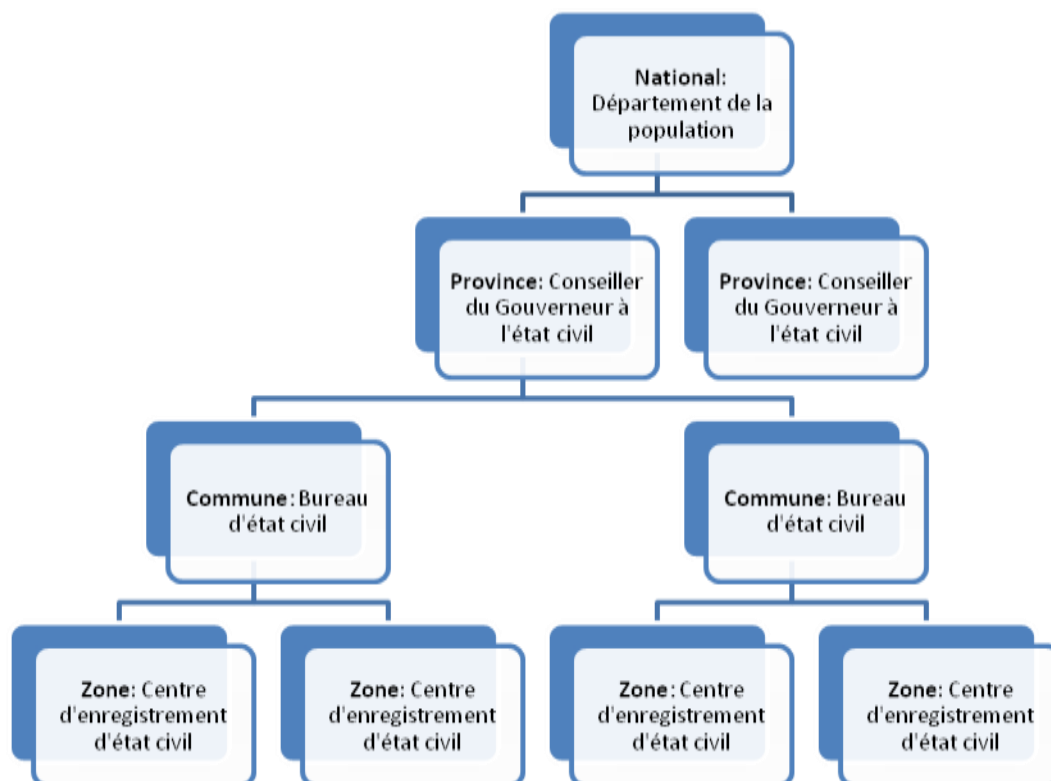 National:
Département de la
population
Province: Conseiller
du Gouverneur à
l'état civil
Province: Conseiller
du Gouverneur à
l'état civil
Commune: Bureau
d'état civil
Commune: Bureau
d'état civil
Zone: Centre
d'enregistrement
d'état civil
Zone: Centre
d'enregistrement
d'état civil
Zone: Centre
d'enregistrement
d'état civil
Zone: Centre
d'enregistrement
d'état civil